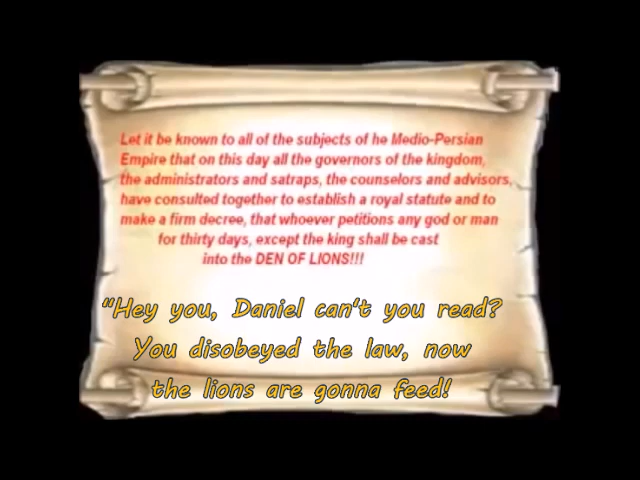 Let it be known to all of the subjects of he Medio-Persian
Empire that on this day all the governors of the kingdom,
the administrators and satraps, the counselors and advisors,
have consulted together to establish a royal statute and to
make a firm decree, that whoever petitions any god or man
for thirty days, except the king shall be cast
into the DEN OF LIONS!!!
"Hey you, Daniel can't you read?
You disobeyed the law, now
the lions are gonna feed!